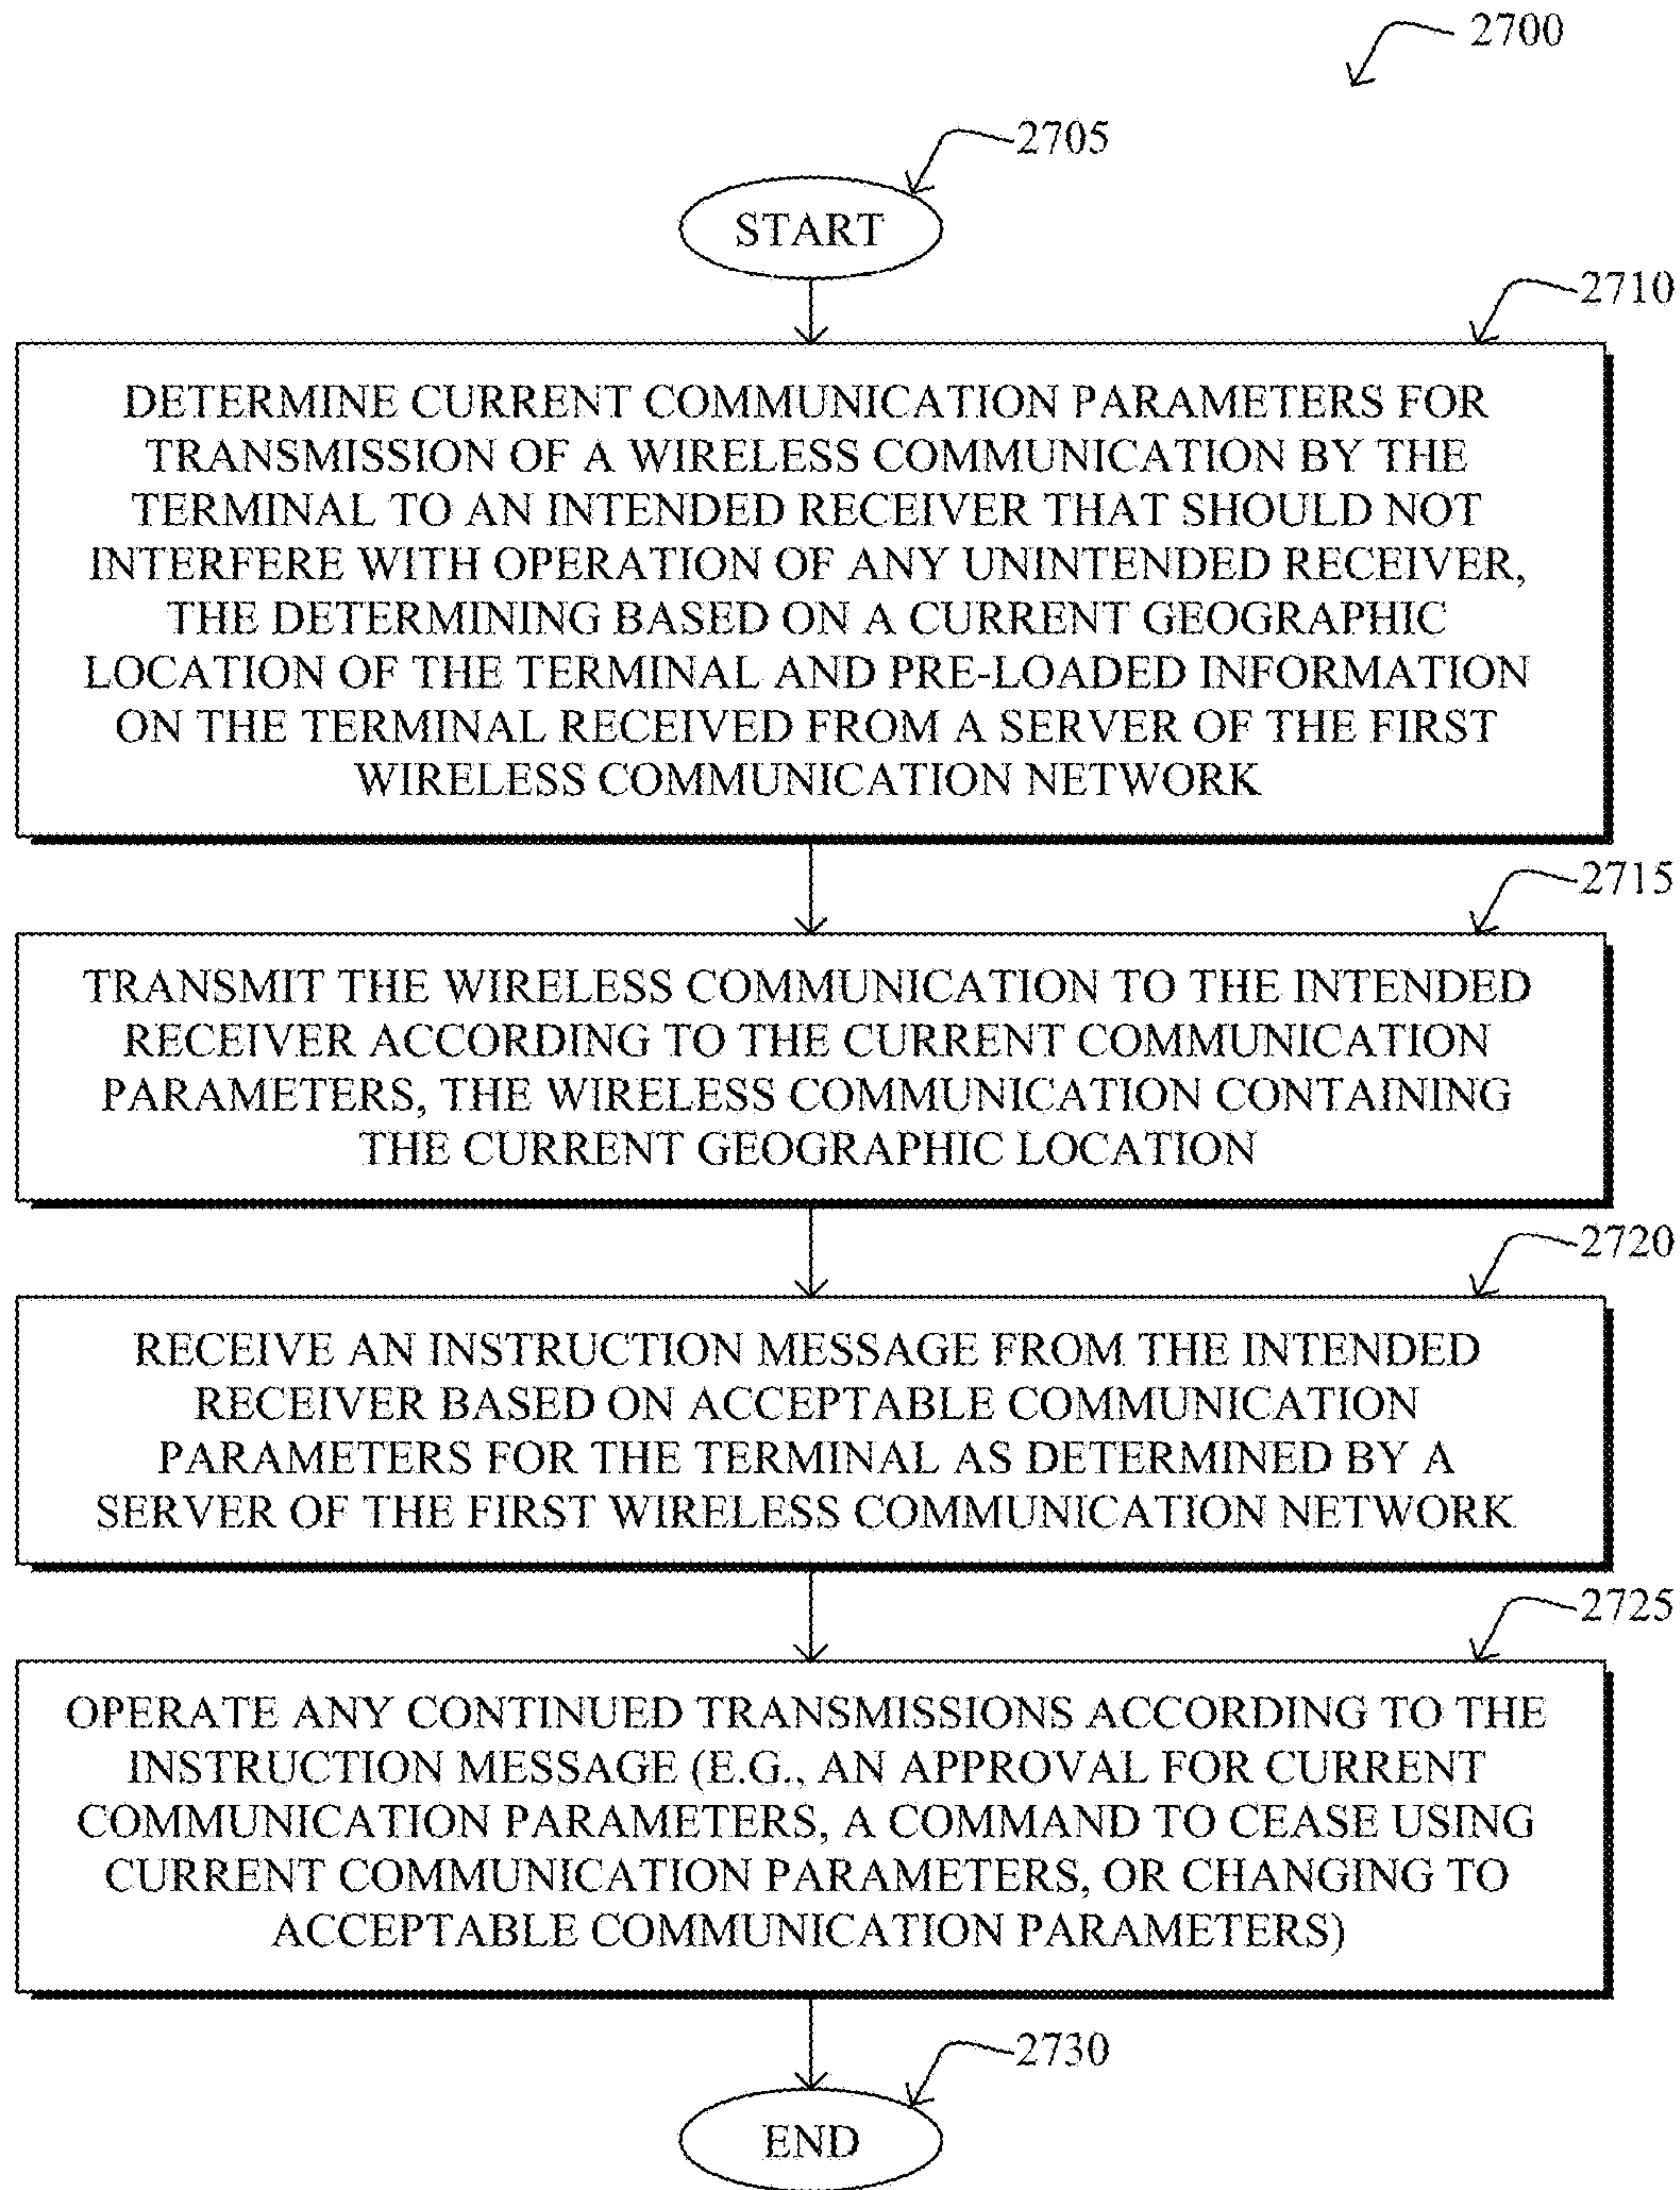 2700
2705
START
2710
DETERMINE CURRENT COMMUNICATION PARAMETERS FOR
TRANSMISSION OF A WIRELESS COMMUNICATION BY THE
TERMINAL TO AN INTENDED RECEIVER THAT SHOULD NOT
INTERFERE WITH OPERATION OF ANY UNINTENDED RECEIVER,
THE DETERMINING BASED ON A CURRENT GEOGRAPHIC
LOCATION OF THE TERMINAL AND PRE-LOADED INFORMATION
ON THE TERMINAL RECEIVED FROM A SERVER OF THE FIRST
WIRELESS COMMUNICATION NETWORK
2715
TRANSMIT THE WIRELESS COMMUNICATION TO THE INTENDED
RECEIVER ACCORDING TO THE CURRENT COMMUNICATION
PARAMETERS, THE WIRELESS COMMUNICATION CONTAINING
THE CURRENT GEOGRAPHIC LOCATION
2720
RECEIVE AN INSTRUCTION MESSAGE FROM THE INTENDED
RECEIVER BASED ON ACCEPTABLE COMMUNICATION
PARAMETERS FOR THE TERMINAL AS DETERMINED BY A
SERVER OF THE FIRST WIRELESS COMMUNICATION NETWORK
2725
OPERATE ANY CONTINUED TRANSMISSIONS ACCORDING TO THE
INSTRUCTION MESSAGE (E.G., AN APPROVAL FOR CURRENT
COMMUNICATION PARAMETERS, A COMMAND TO CEASE USING
CURRENT COMMUNICATION PARAMETERS, OR CHANGING TO
ACCEPTABLE COMMUNICATION PARAMETERS)
2730
END